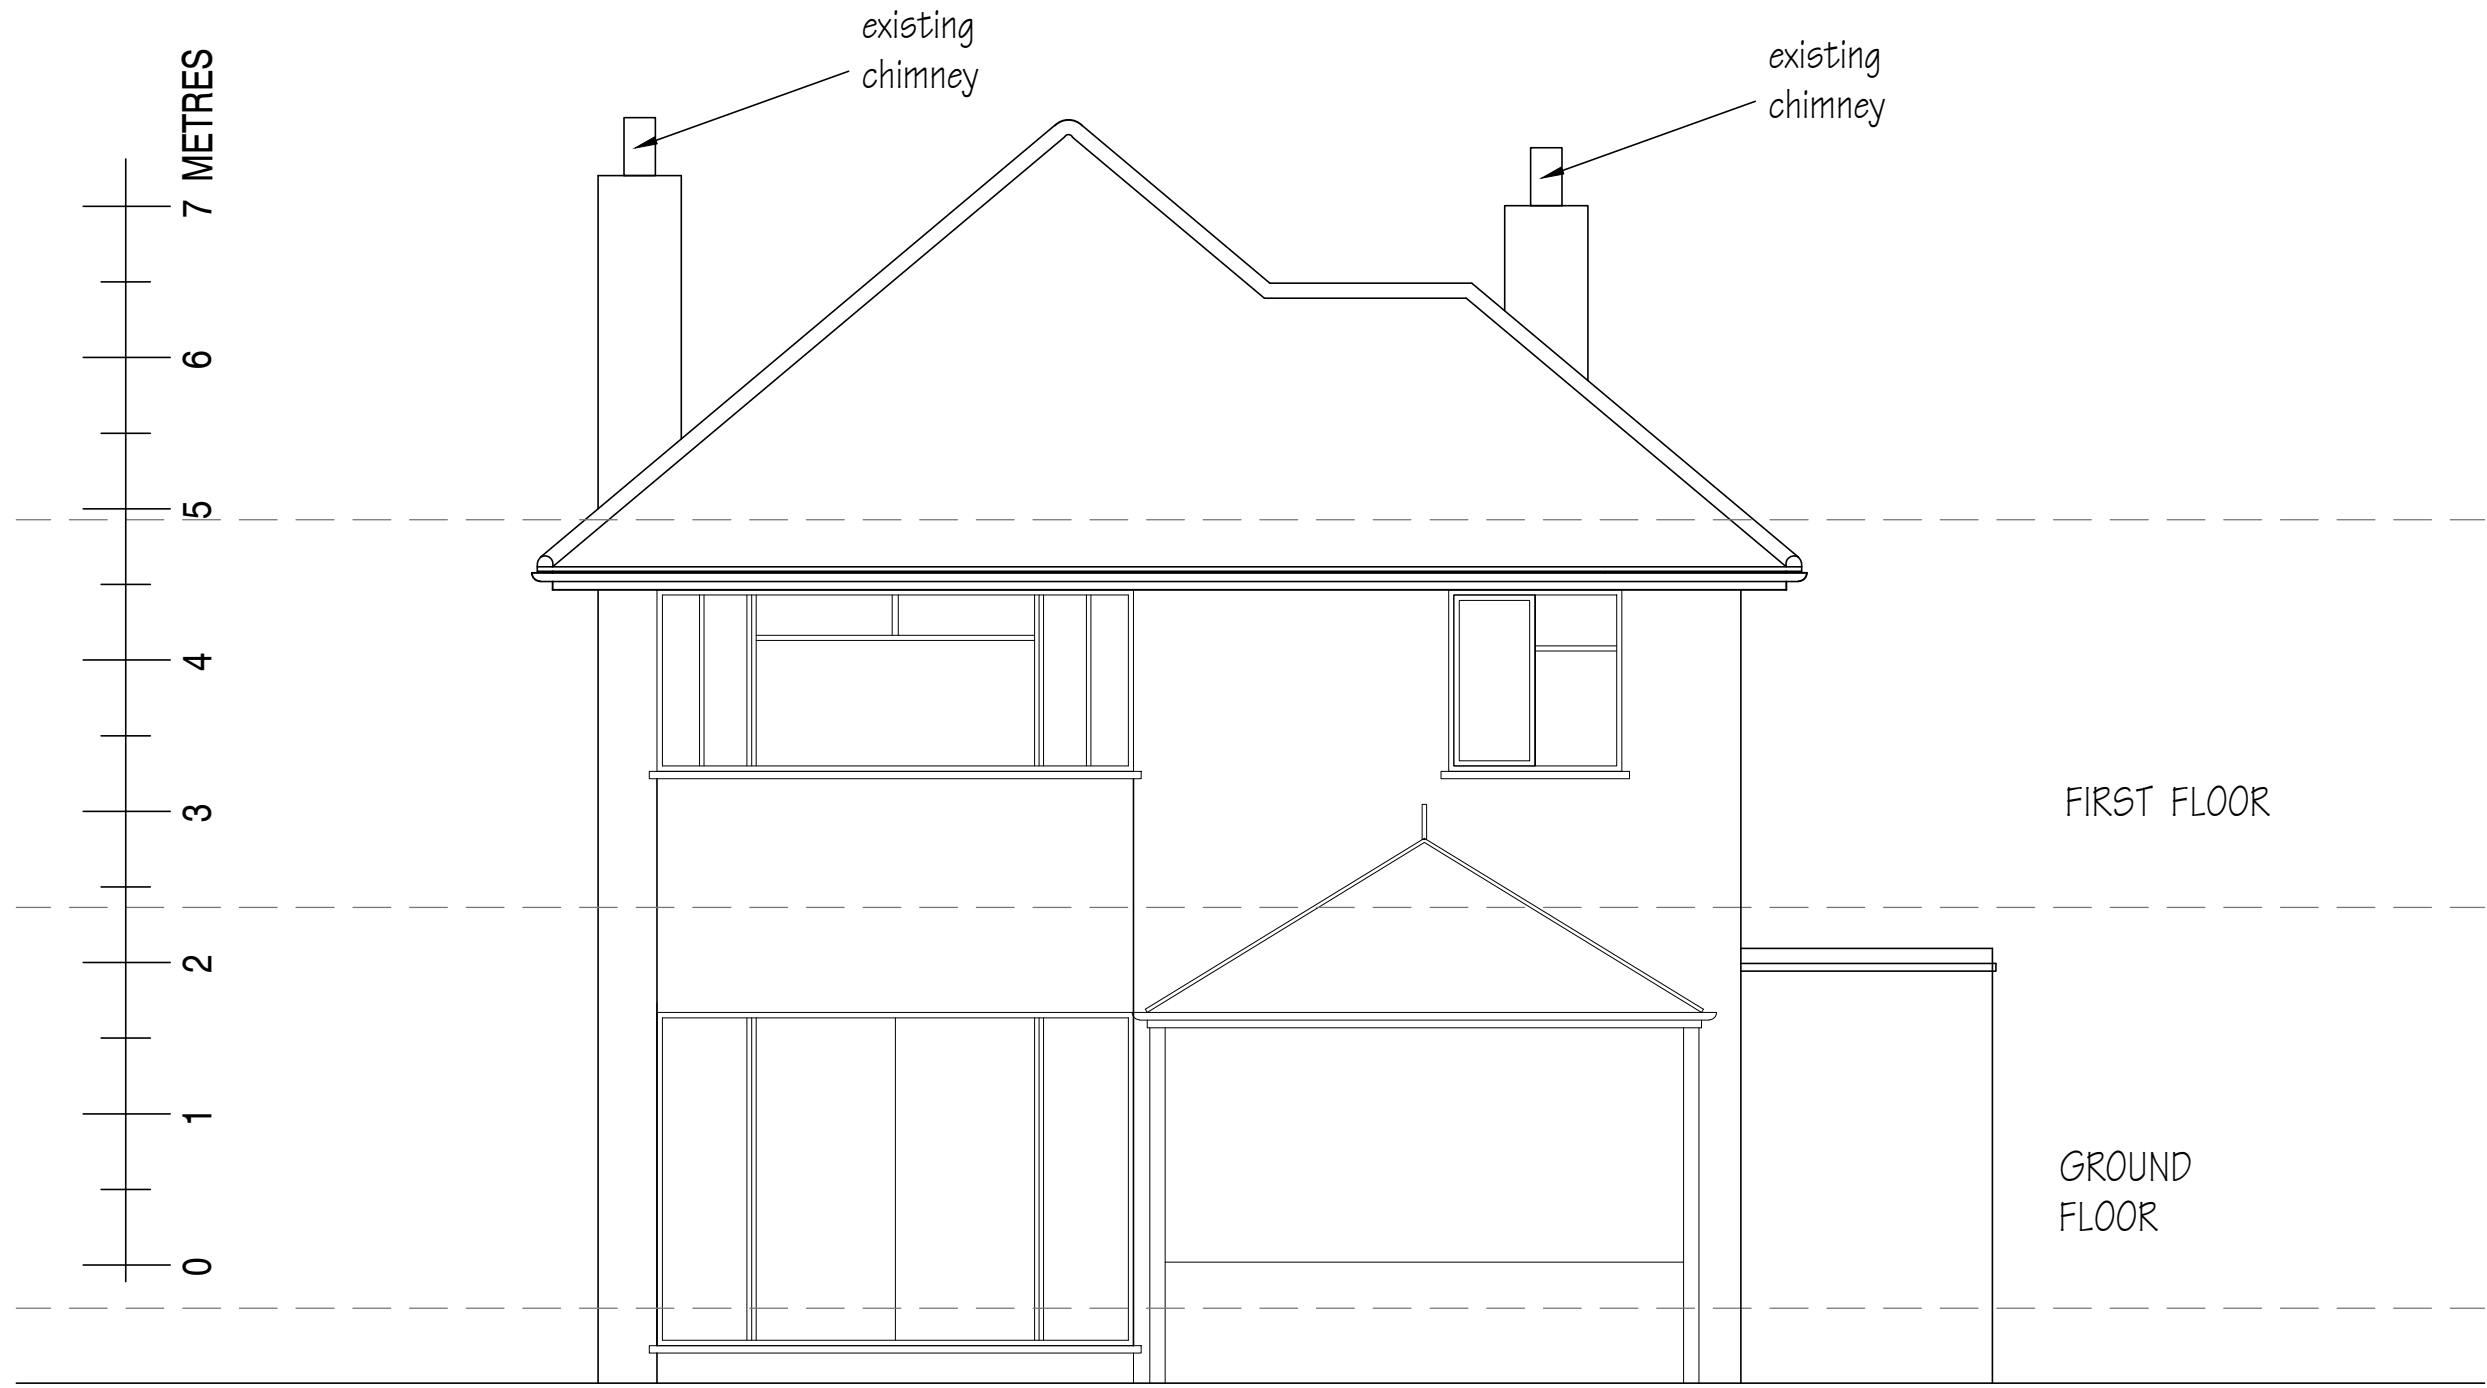 existing
chimney
existing
chimney
7 METRES
6
5
4
3
2
1
0
FIRST FLOOR
GROUND
FLOOR